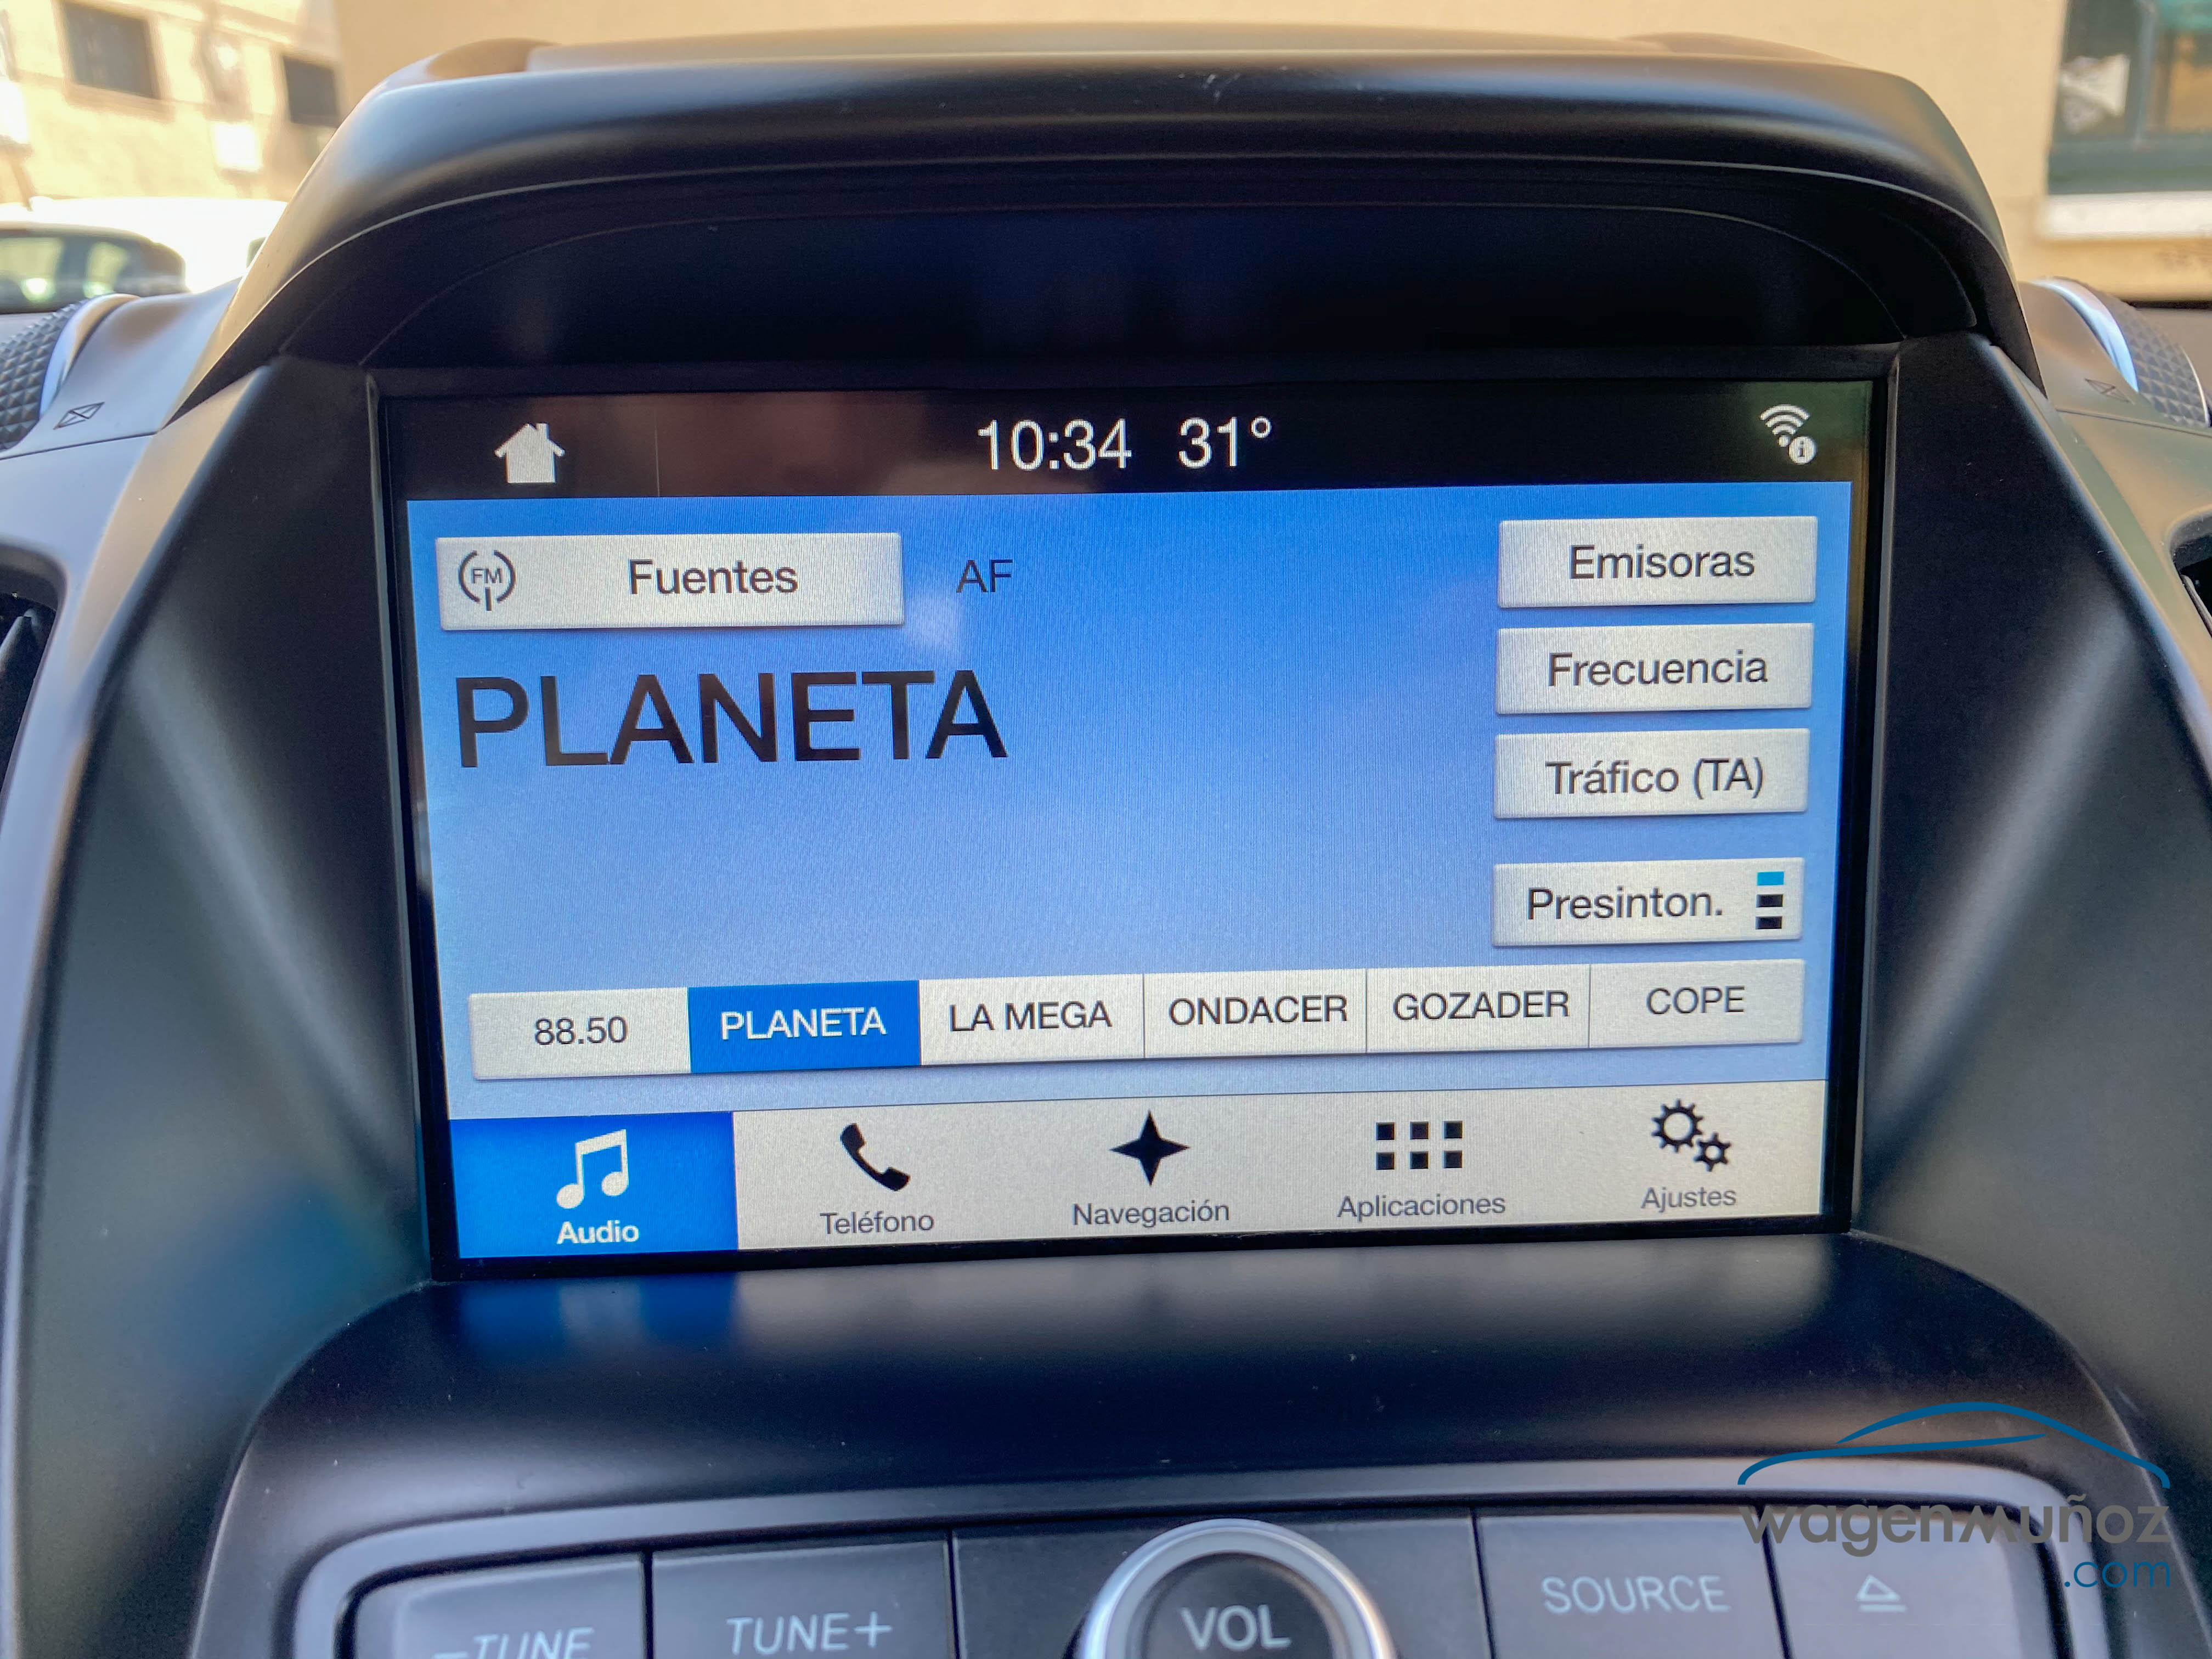 10:34 31°
FM Fuentes AF
Emisoras
PLANETA
Frecuencia
Tráfico (TA)
Presinton.
88.50 PLANETA LA MEGA ONDACER GOZADER COPE
Audio Teléfono Navegación Aplicaciones Ajustes
wagenmuñoz
.com
-TUNE TUNE+ VOL SOURCE